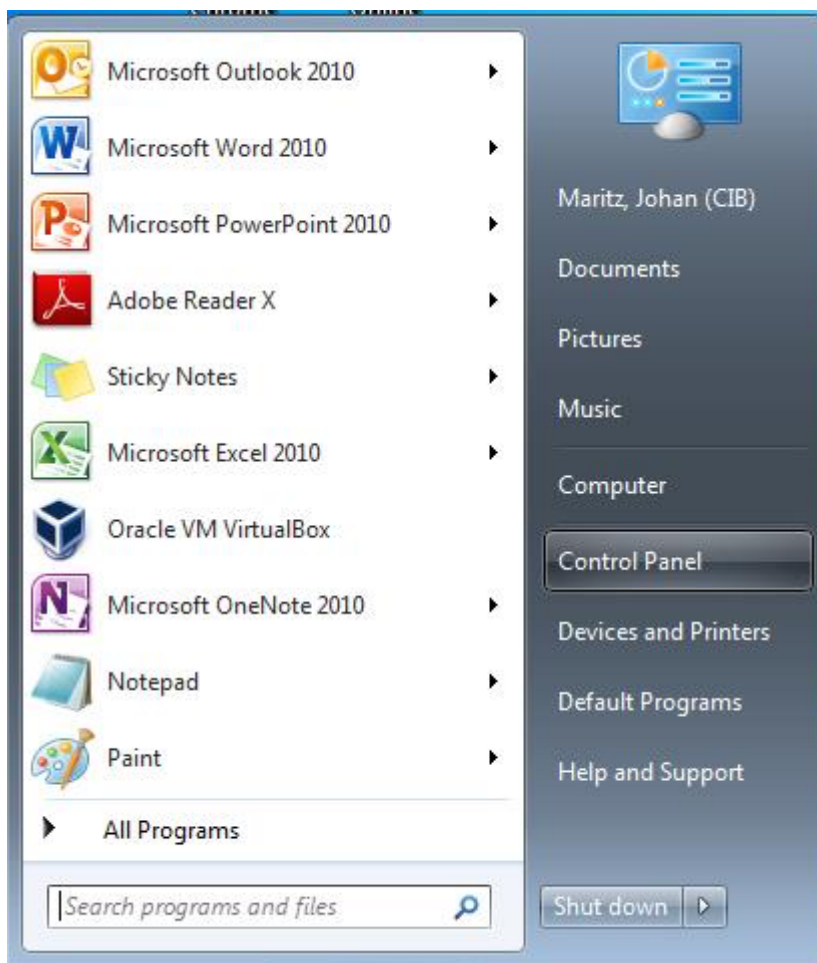 Microsoft Outlook 2010
Microsoft Word 2010
Microsoft PowerPoint 2010
Adobe Reader X
Sticky Notes
Microsoft Excel 2010
Oracle VM VirtualBox
Microsoft OneNote 2010
Notepad
Paint
All Programs
Search programs and files
Maritz, Johan (CIB)
Documents
Pictures
Music
Computer
Control Panel
Devices and Printers
Default Programs
Help and Support
Shut down